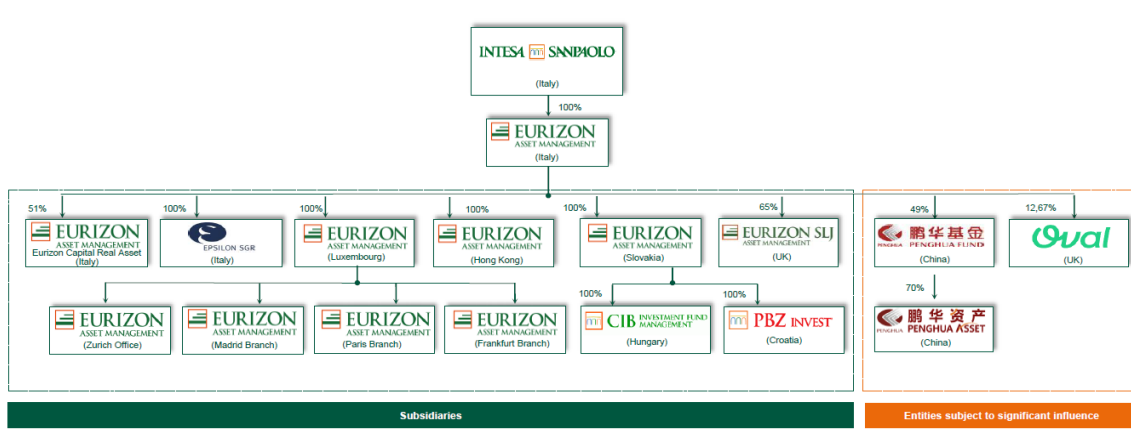 INTESA SANPAOLO
(Italy)
100%
EURIZON
ASSET MANAGEMENT
(Italy)
51%
100%
100%
100%
100%
65%
49%
12,67%
EURIZON
ASSET MANAGEMENT
Eurizon Capital Real Asset
(Italy)
EPSILON SGR
(Italy)
EURIZON
ASSET MANAGEMENT
(Luxembourg)
EURIZON
ASSET MANAGEMENT
(Hong Kong)
EURIZON
ASSET MANAGEMENT
(Slovakia)
EURIZON SLJ
ASSET MANAGEMENT
(UK)
鹏华基金
PENGHUA PENGHUA FUND
(China)
Oval
(UK)
100%
100%
70%
EURIZON
ASSET MANAGEMENT
(Zurich Office)
EURIZON
ASSET MANAGEMENT
(Madrid Branch)
EURIZON
ASSET MANAGEMENT
(Paris Branch)
EURIZON
ASSET MANAGEMENT
(Frankfurt Branch)
CIB INVESTMENT FUND
MANAGEMENT
(Hungary)
PBZ INVEST
(Croatia)
鹏华资产
PENGHUA PENGHUA ASSET
(China)
Subsidiaries
Entities subject to significant influence